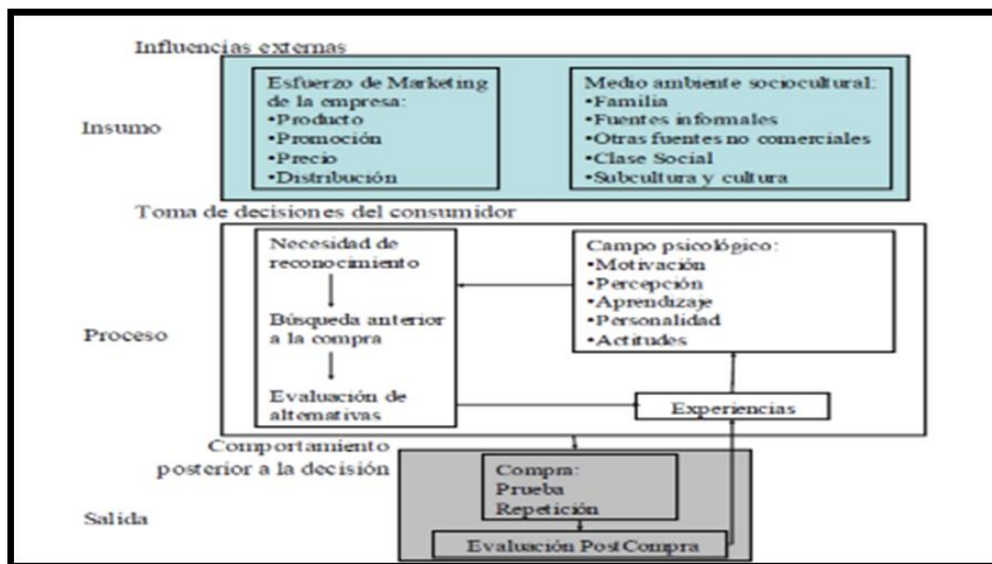 Influencias externas
Insumo
Esfuerzo de Marketing
de la empresa:
•Producto
•Promoción
•Precio
•Distribución
Medio ambiente sociocultural:
•Familia
•Fuentes informales
•Otras fuentes no comerciales
•Clase Social
•Subcultura y cultura
Toma de decisiones del consumidor
Proceso
Necesidad de
reconocimiento
Búsqueda anterior
a la compra
Evaluación de
alternativas
Campo psicológico:
•Motivación
•Percepción
•Aprendizaje
•Personalidad
•Actitudes
Experiencias
Comportamiento
posterior a la decisión
Salida
Compra:
Prueba
Repetición
Evaluación PostCompra